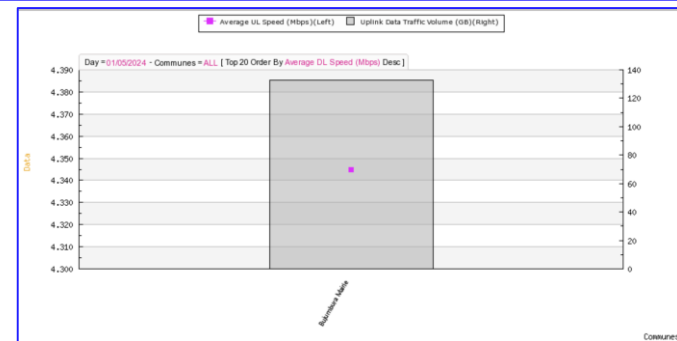 Average UL Speed (Mbps)(Left) Uplink Data Traffic Volume (GB)(Right)
Day = 01/05/2024 - Communes = ALL [ Top 20 Order By Average DL Speed (Mbps) Desc ]
4.390 140
4.380 120
4.370
4.360 100
4.350 80
Data
4.340 60
4.330
4.320 40
4.310 20
4.300 0
Communes